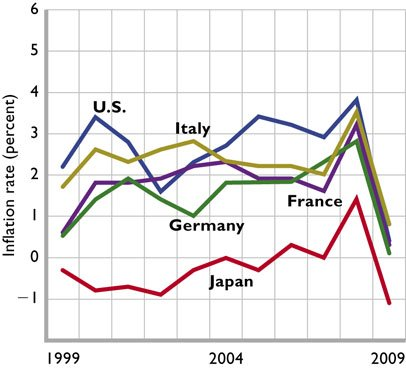 Inflation rate (percent)
6
5
4
3
2
1
0
−1
U.S.
Italy
France
Germany
Japan
1999
2004
2009